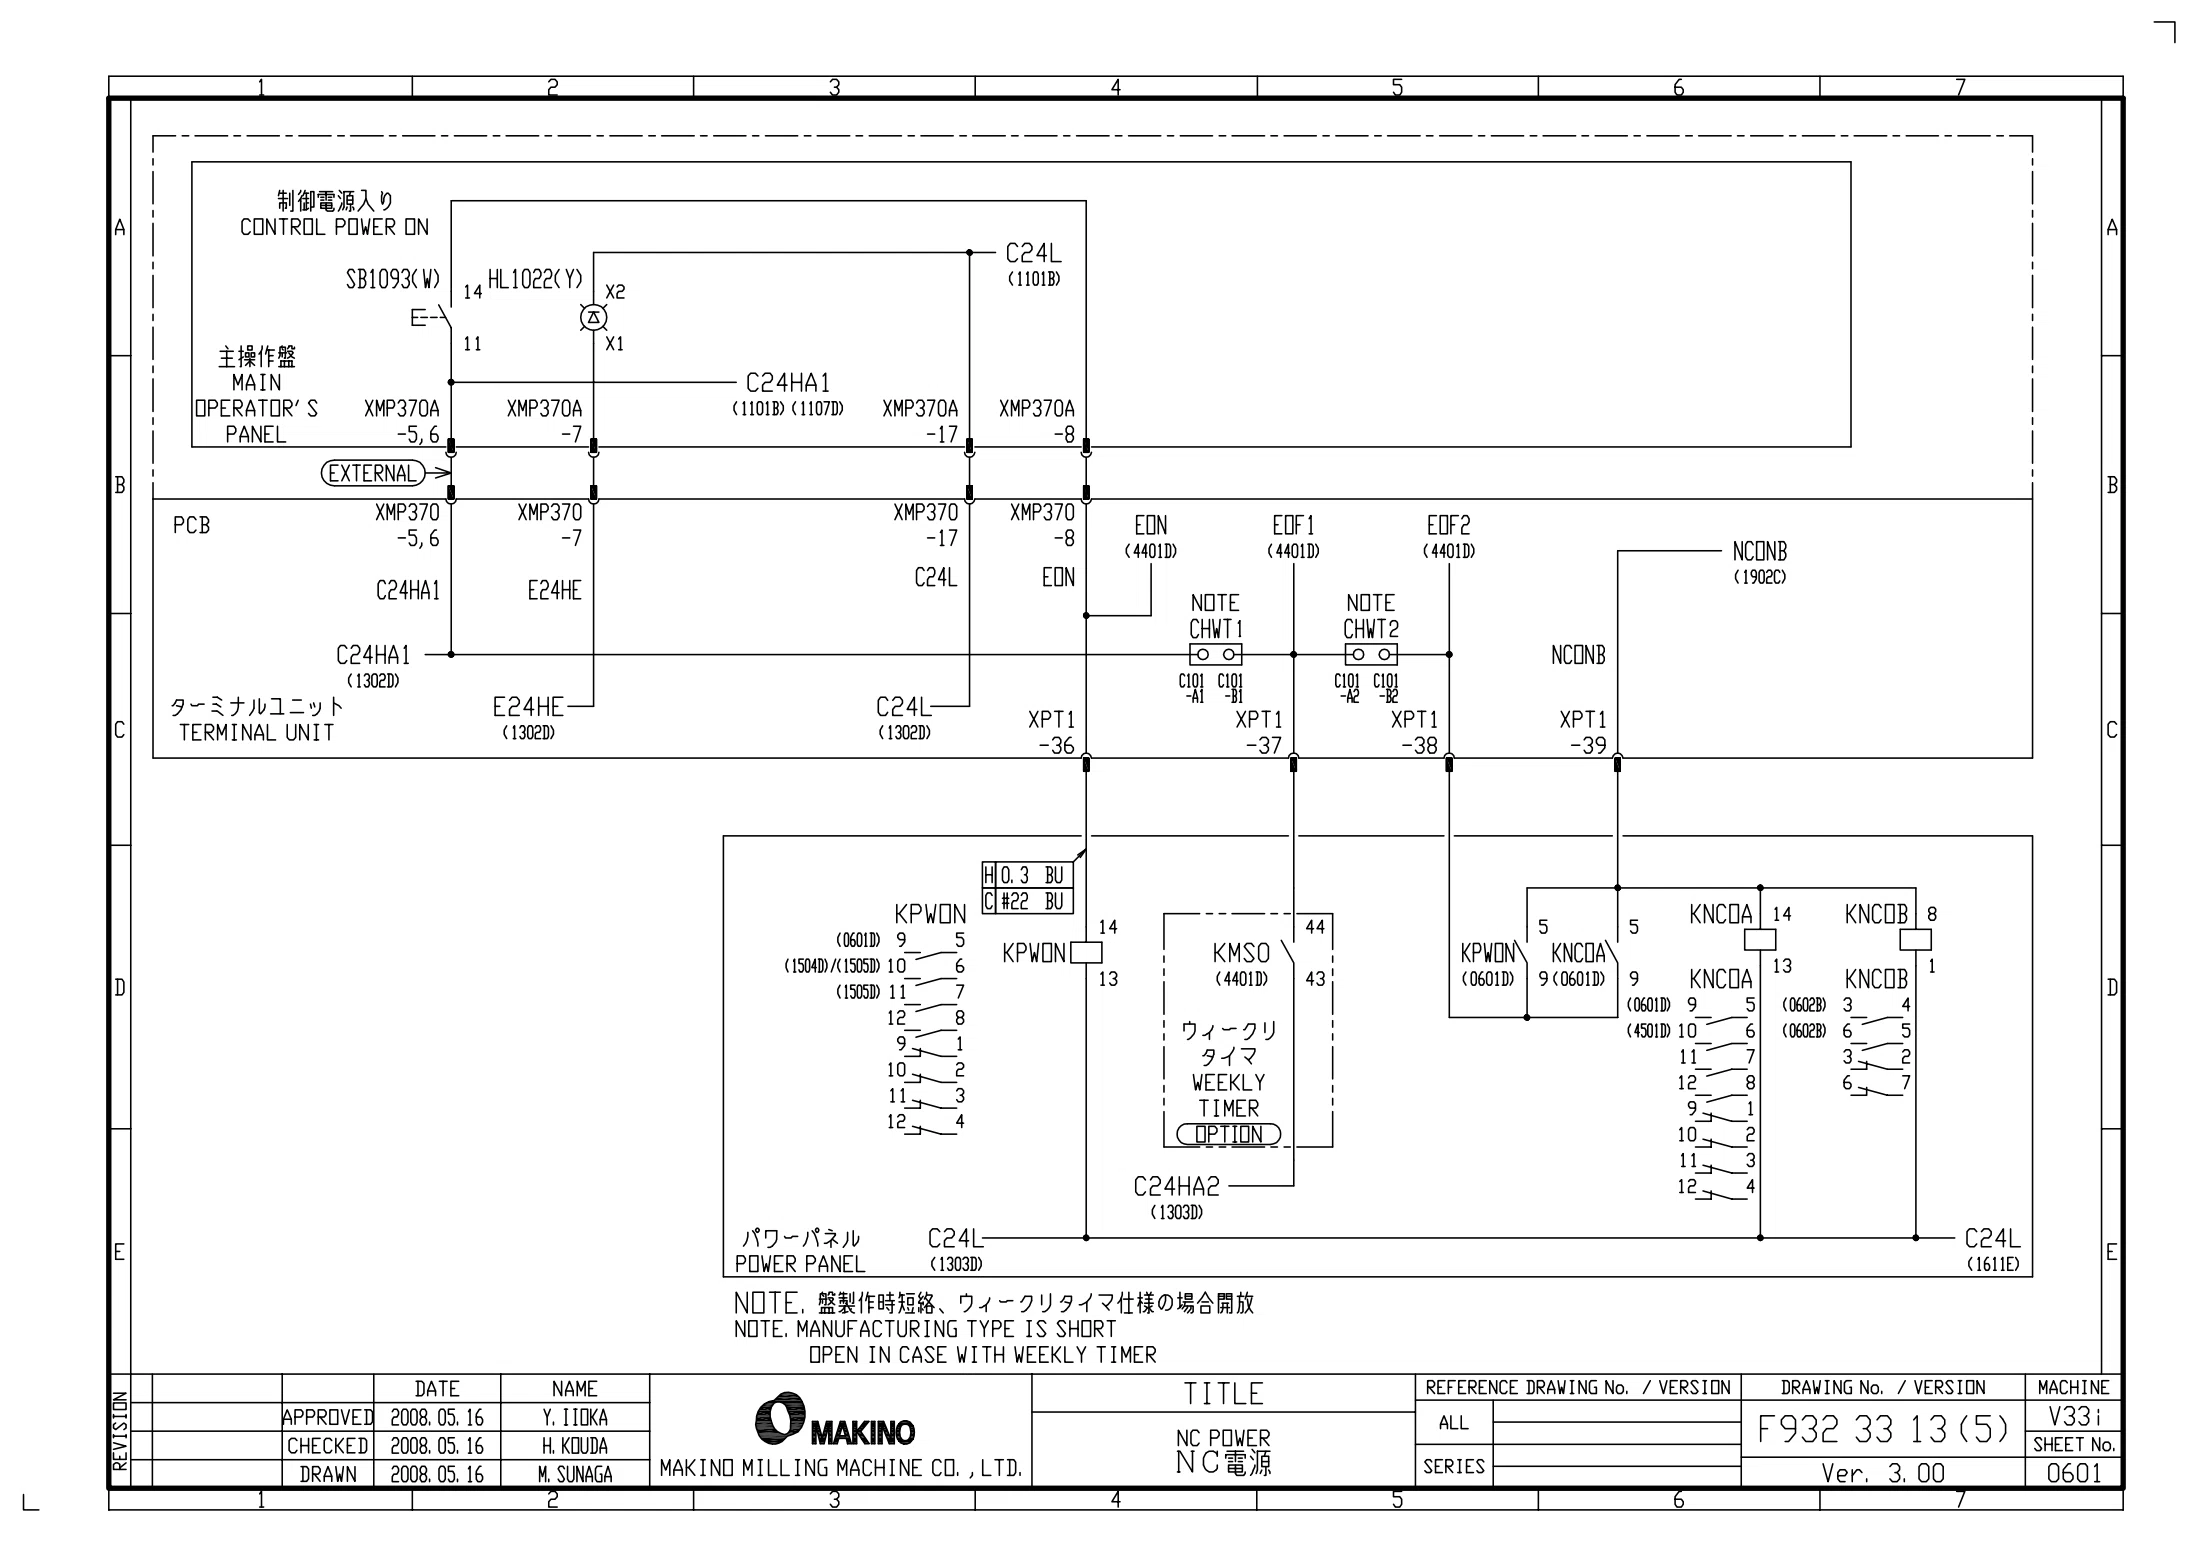 1 2 3 4 5 6 7
A
A
制御電源入り
CONTROL POWER ON
C24L
(1101B)
SB1093(W)
14
HL1022(Y)
X2
11
X1
主操作盤
MAIN
OPERATOR'S
PANEL
C24HA1
(1101B)(1107D)
XMP370A
-5,6
XMP370A
-7
XMP370A
-17
XMP370A
-8
EXTERNAL
B
B
PCB
XMP370
-5,6
XMP370
-7
XMP370
-17
XMP370
-8
EON
(4401D)
EOF1
(4401D)
EOF2
(4401D)
NCONB
(1902C)
C24HA1
E24HE
C24L
EON
NOTE
CHWT1
NOTE
CHWT2
C24HA1
(1302D)
NCONB
C101
-A1
C101
-B1
C101
-A2
C101
-B2
ターミナルユニット
TERMINAL UNIT
E24HE
(1302D)
C24L
(1302D)
XPT1
-36
XPT1
-37
XPT1
-38
XPT1
-39
C
C
H 0.3 BU
C #22 BU
KPWON
(0601D) 9 5
(1504D)/(1505D) 10 6
(1505D) 11 7
12 8
9 1
10 2
11 3
12 4
14
KPWON
13
44
KMSO
(4401D)
43
ウィークリ
タイマ
WEEKLY
TIMER
OPTION
5
KPWON
(0601D)
9
5
KNCOA
(0601D)
9
KNCOA 14
13
KNCOA
(0601D) 9 5
(4501D) 10 6
11 7
12 8
9 1
10 2
11 3
12 4
KNCOB 8
1
KNCOB
(0602B) 3 4
(0602B) 6 5
3 2
6 7
D
D
C24HA2
(1303D)
パワーパネル
POWER PANEL
C24L
(1303D)
C24L
(1611E)
E
E
NOTE. 盤製作時短絡、ウィークリタイマ仕様の場合開放
NOTE. MANUFACTURING TYPE IS SHORT
OPEN IN CASE WITH WEEKLY TIMER
REVISION
DATE NAME
APPROVED 2008.05.16 Y.IIOKA
CHECKED 2008.05.16 H.KOUDA
DRAWN 2008.05.16 M.SUNAGA
MAKINO
MAKINO MILLING MACHINE CO.,LTD.
TITLE
NC POWER
NC電源
REFERENCE DRAWING No. / VERSION
ALL
SERIES
DRAWING No. / VERSION
F932 33 13(5)
Ver. 3.00
MACHINE
V33i
SHEET No.
0601
1 2 3 4 5 6 7